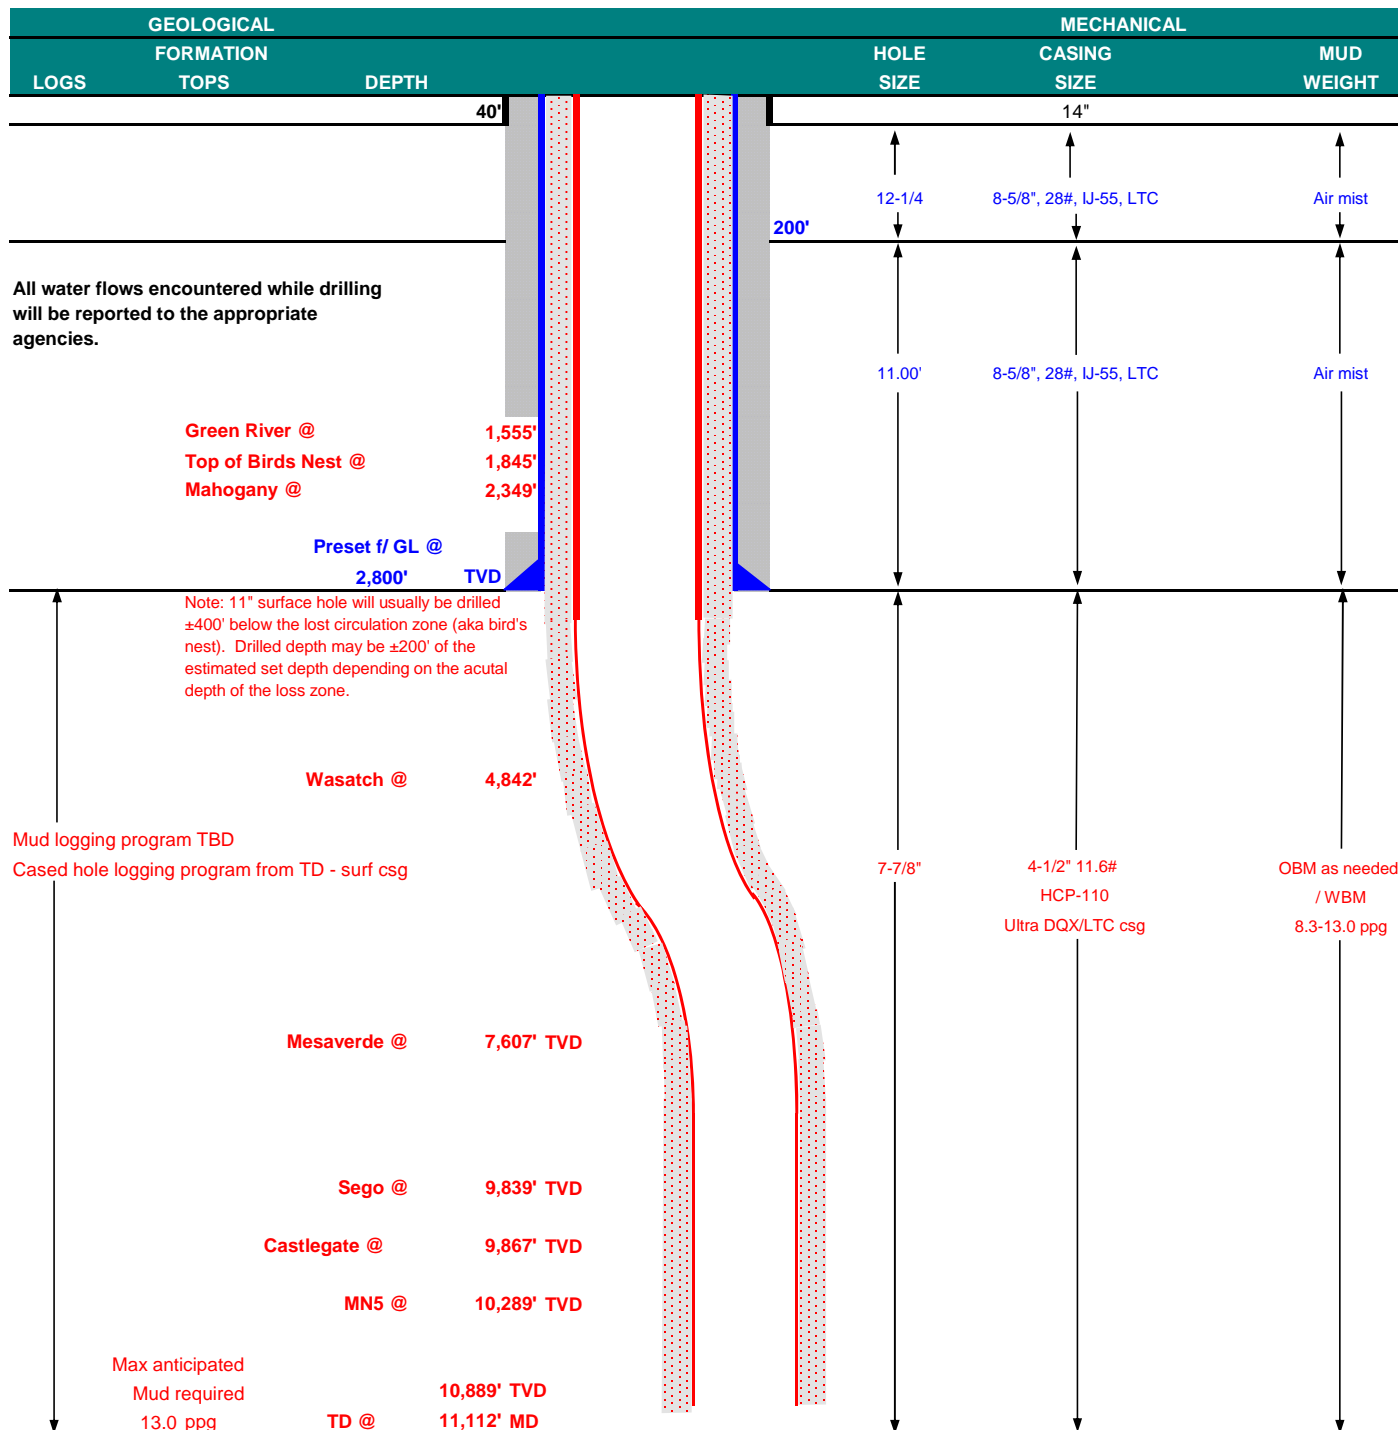 GEOLOGICAL MECHANICAL
FORMATION HOLE CASING MUD
LOGS TOPS DEPTH SIZE SIZE WEIGHT
40' 14"
12-1/4 8-5/8", 28#, IJ-55, LTC Air mist
200'
All water flows encountered while drilling
will be reported to the appropriate
agencies.
11.00' 8-5/8", 28#, IJ-55, LTC Air mist
Green River @ 1,555'
Top of Birds Nest @ 1,845'
Mahogany @ 2,349'
Preset f/ GL @
2,800' TVD
Note: 11" surface hole will usually be drilled
±400' below the lost circulation zone (aka bird's
nest). Drilled depth may be ±200' of the
estimated set depth depending on the acutal
depth of the loss zone.
Wasatch @ 4,842'
Mud logging program TBD
Cased hole logging program from TD - surf csg
7-7/8" 4-1/2" 11.6# OBM as needed
HCP-110 / WBM
Ultra DQX/LTC csg 8.3-13.0 ppg
Mesaverde @ 7,607' TVD
Sego @ 9,839' TVD
Castlegate @ 9,867' TVD
MN5 @ 10,289' TVD
Max anticipated
Mud required 10,889' TVD
13.0 ppg TD @ 11,112' MD